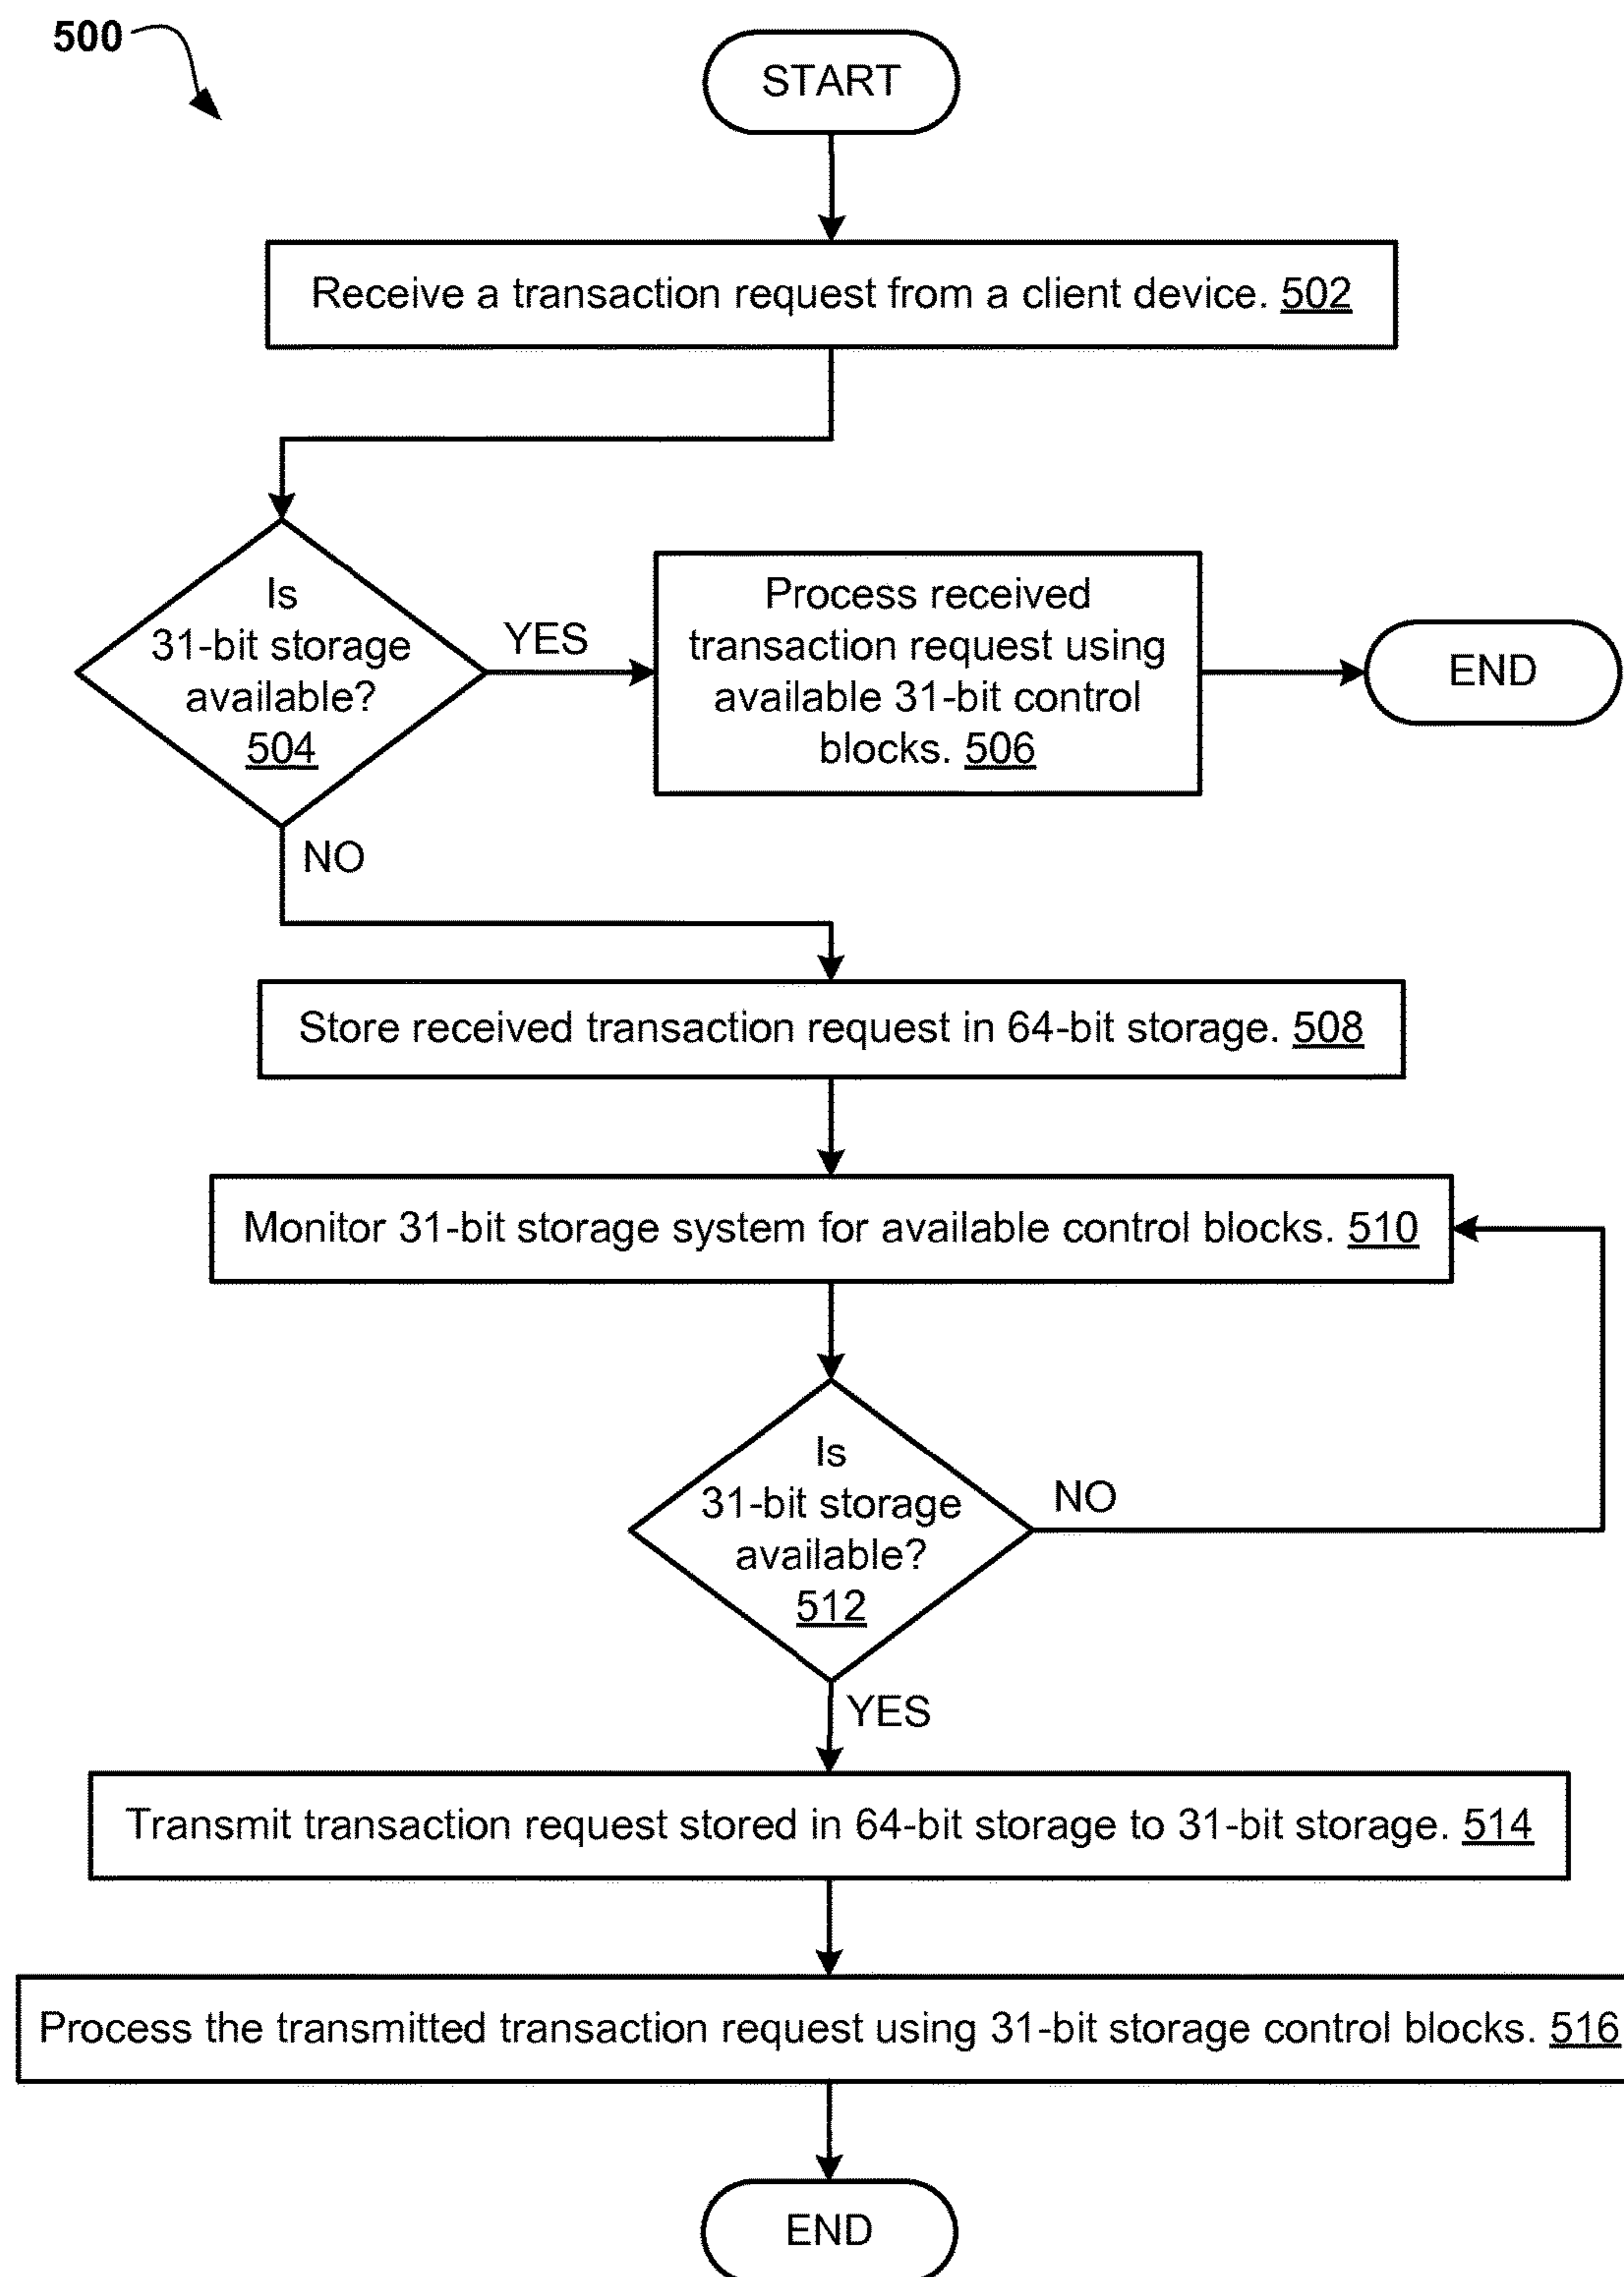 500
START
Receive a transaction request from a client device. 502
Is
31-bit storage
available?
504
YES
Process received
transaction request using
available 31-bit control
blocks. 506
END
NO
Store received transaction request in 64-bit storage. 508
Monitor 31-bit storage system for available control blocks. 510
Is
31-bit storage
available?
512
NO
YES
Transmit transaction request stored in 64-bit storage to 31-bit storage. 514
Process the transmitted transaction request using 31-bit storage control blocks. 516
END